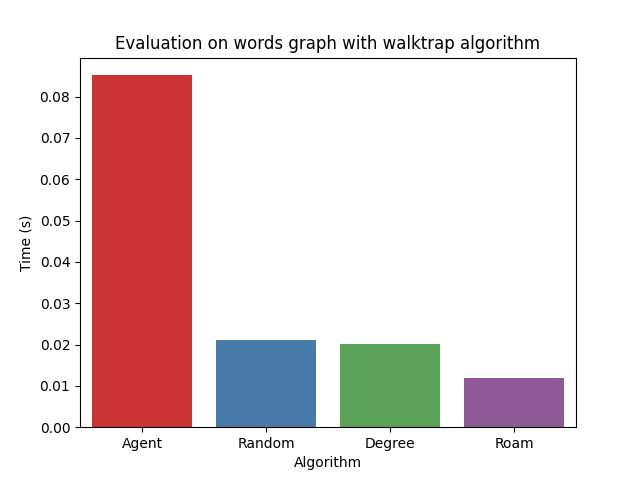 Evaluation on words graph with walktrap algorithm
0.08
0.07
0.06
0.05
0.04
0.03
0.02
0.01
0.00
Time (s)
Agent Random Degree Roam
Algorithm